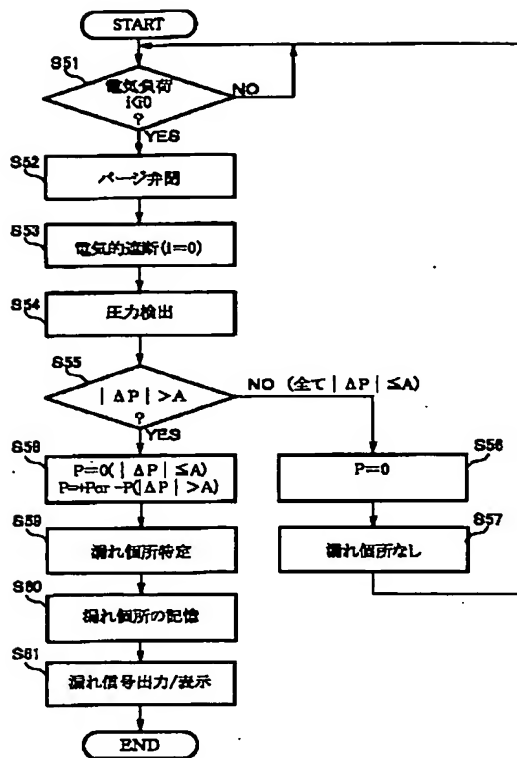 START
S51
電気負荷
i<i0
?
NO
YES
S52
パージ弁閉
S53
電気的遮断(i=0)
S54
圧力検出
S55
| ΔP | >A
?
NO (全て | ΔP | ≤A)
YES
S58
P=0( | ΔP | ≤A)
P=+Por -P(|ΔP | >A)
S56
P=0
S59
漏れ個所特定
S57
漏れ個所なし
S60
漏れ個所の記憶
S61
漏れ信号出力/表示
END